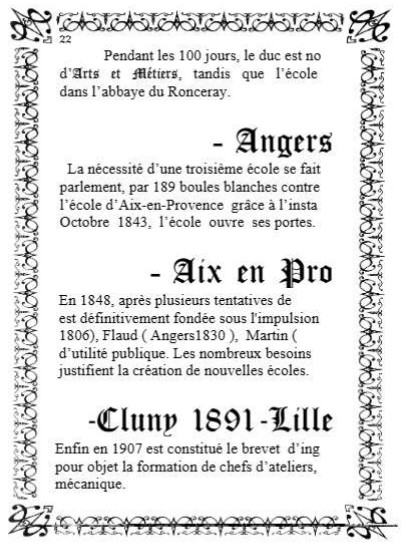 22
Pendant les 100 jours, le duc est no
d'Arts et Métiers, tandis que l'école
dans l'abbaye du Ronceray.
- Angers
La nécessité d'une troisième école se fait
parlement, par 189 boules blanches contre
l'école d'Aix-en-Provence grâce à l'insta
Octobre 1843, l'école ouvre ses portes.
- Aix en Pro
En 1848, après plusieurs tentatives de
est définitivement fondée sous l'impulsion
1806), Flaud ( Angers1830 ), Martin (
d'utilité publique. Les nombreux besoins
justifient la création de nouvelles écoles.
-Cluny 1891-Lille
Enfin en 1907 est constitué le brevet d'ing
pour objet la formation de chefs d'ateliers,
mécanique.